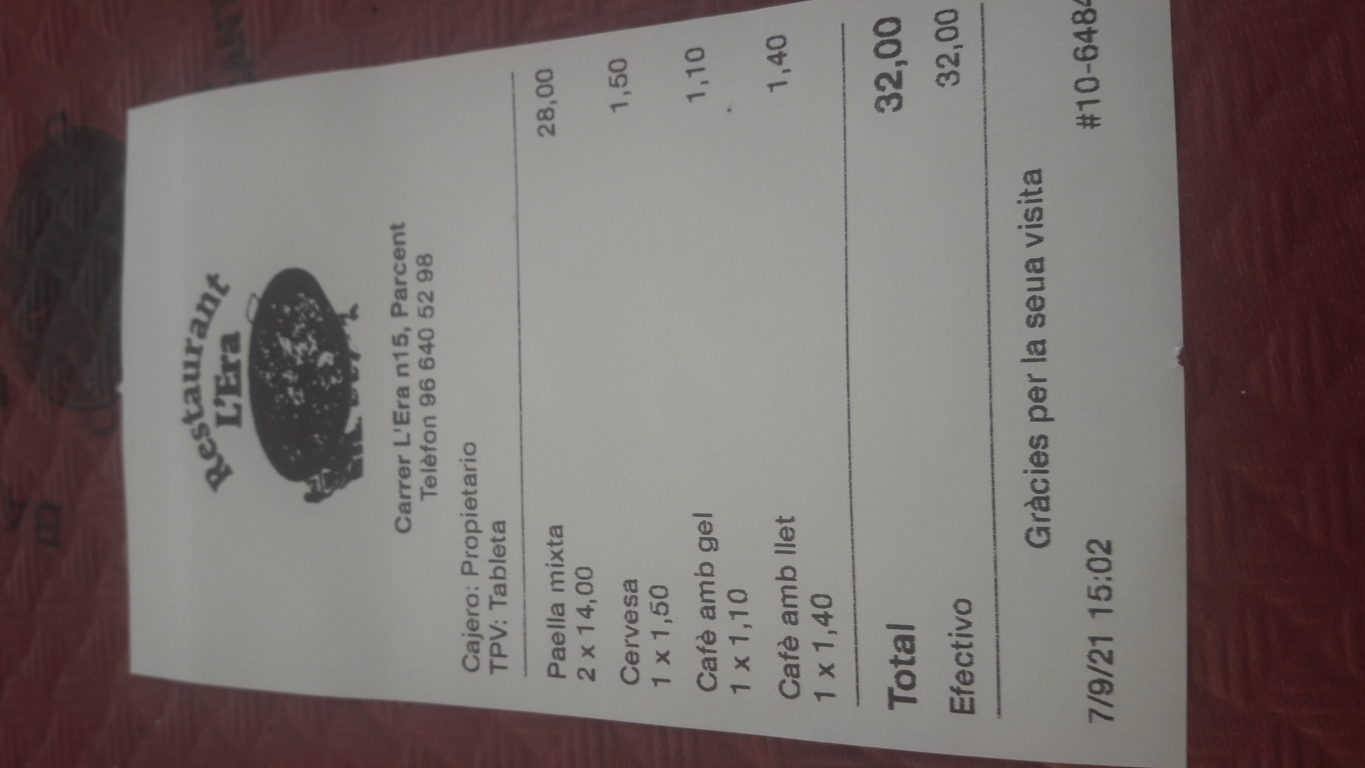 Restaurant
L'Era
Carrer L'Era n15, Parcent
Telèfon 96 640 52 98
Cajero: Propietario
TPV: Tableta
Paella mixta 28,00
2 x 14,00
Cervesa 1,50
1 x 1,50
Cafè amb gel 1,10
1 x 1,10
Cafè amb llet 1,40
1 x 1,40
Total 32,00
Efectivo 32,00
Gràcies per la seua visita
7/9/21 15:02 #10-6484